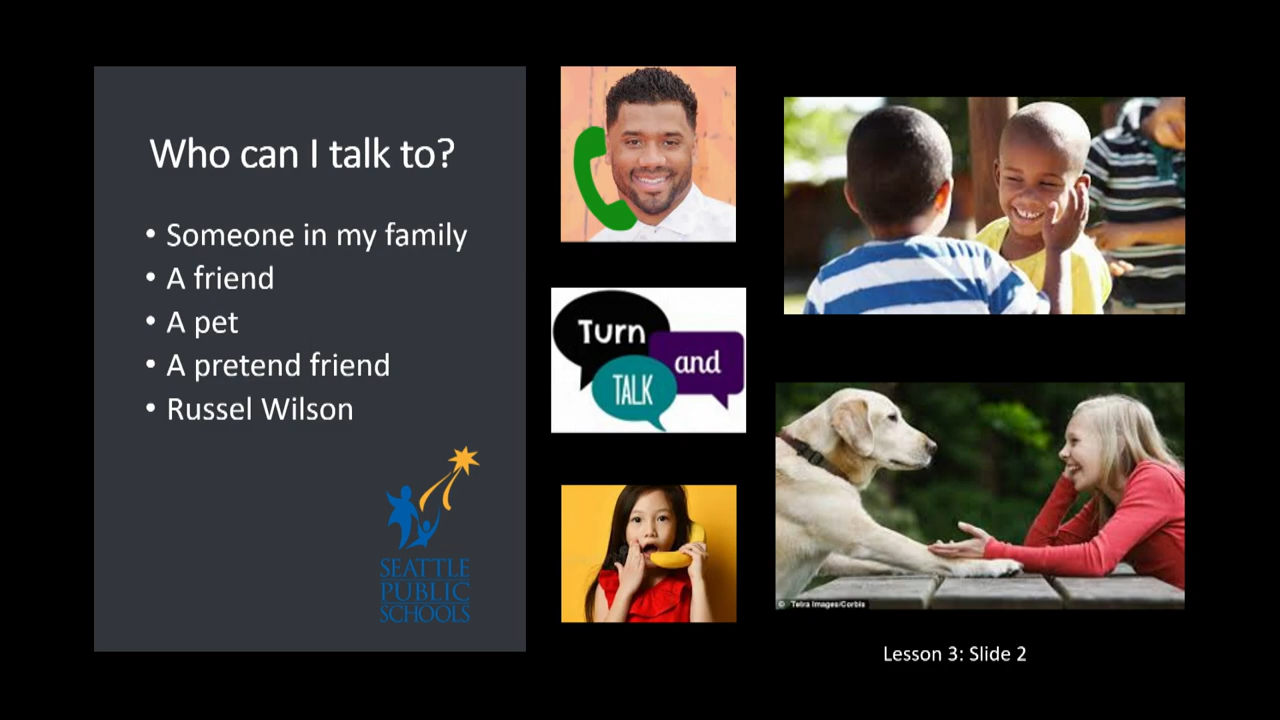 Who can I talk to?
• Someone in my family
• A friend
• A pet
• A pretend friend
• Russel Wilson
SEATTLE
PUBLIC
SCHOOLS
Turn
and
TALK
© Tetra Images/Corbis
Lesson 3: Slide 2